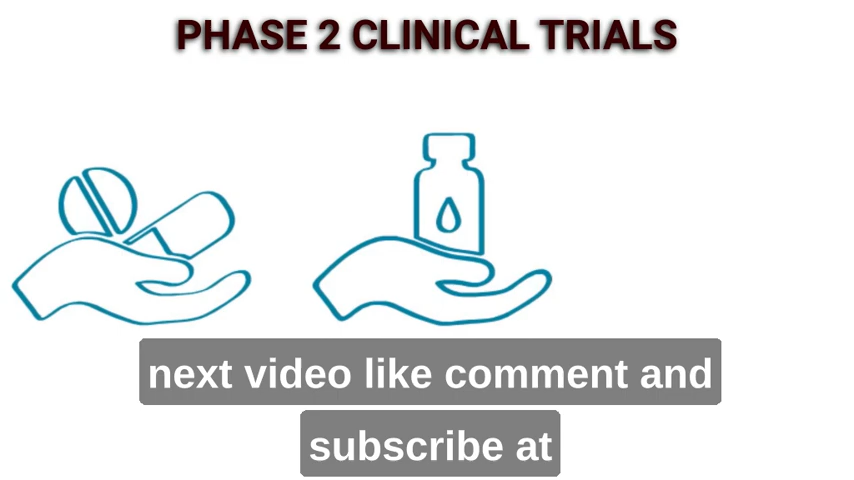 PHASE 2 CLINICAL TRIALS
next video like comment and
subscribe at